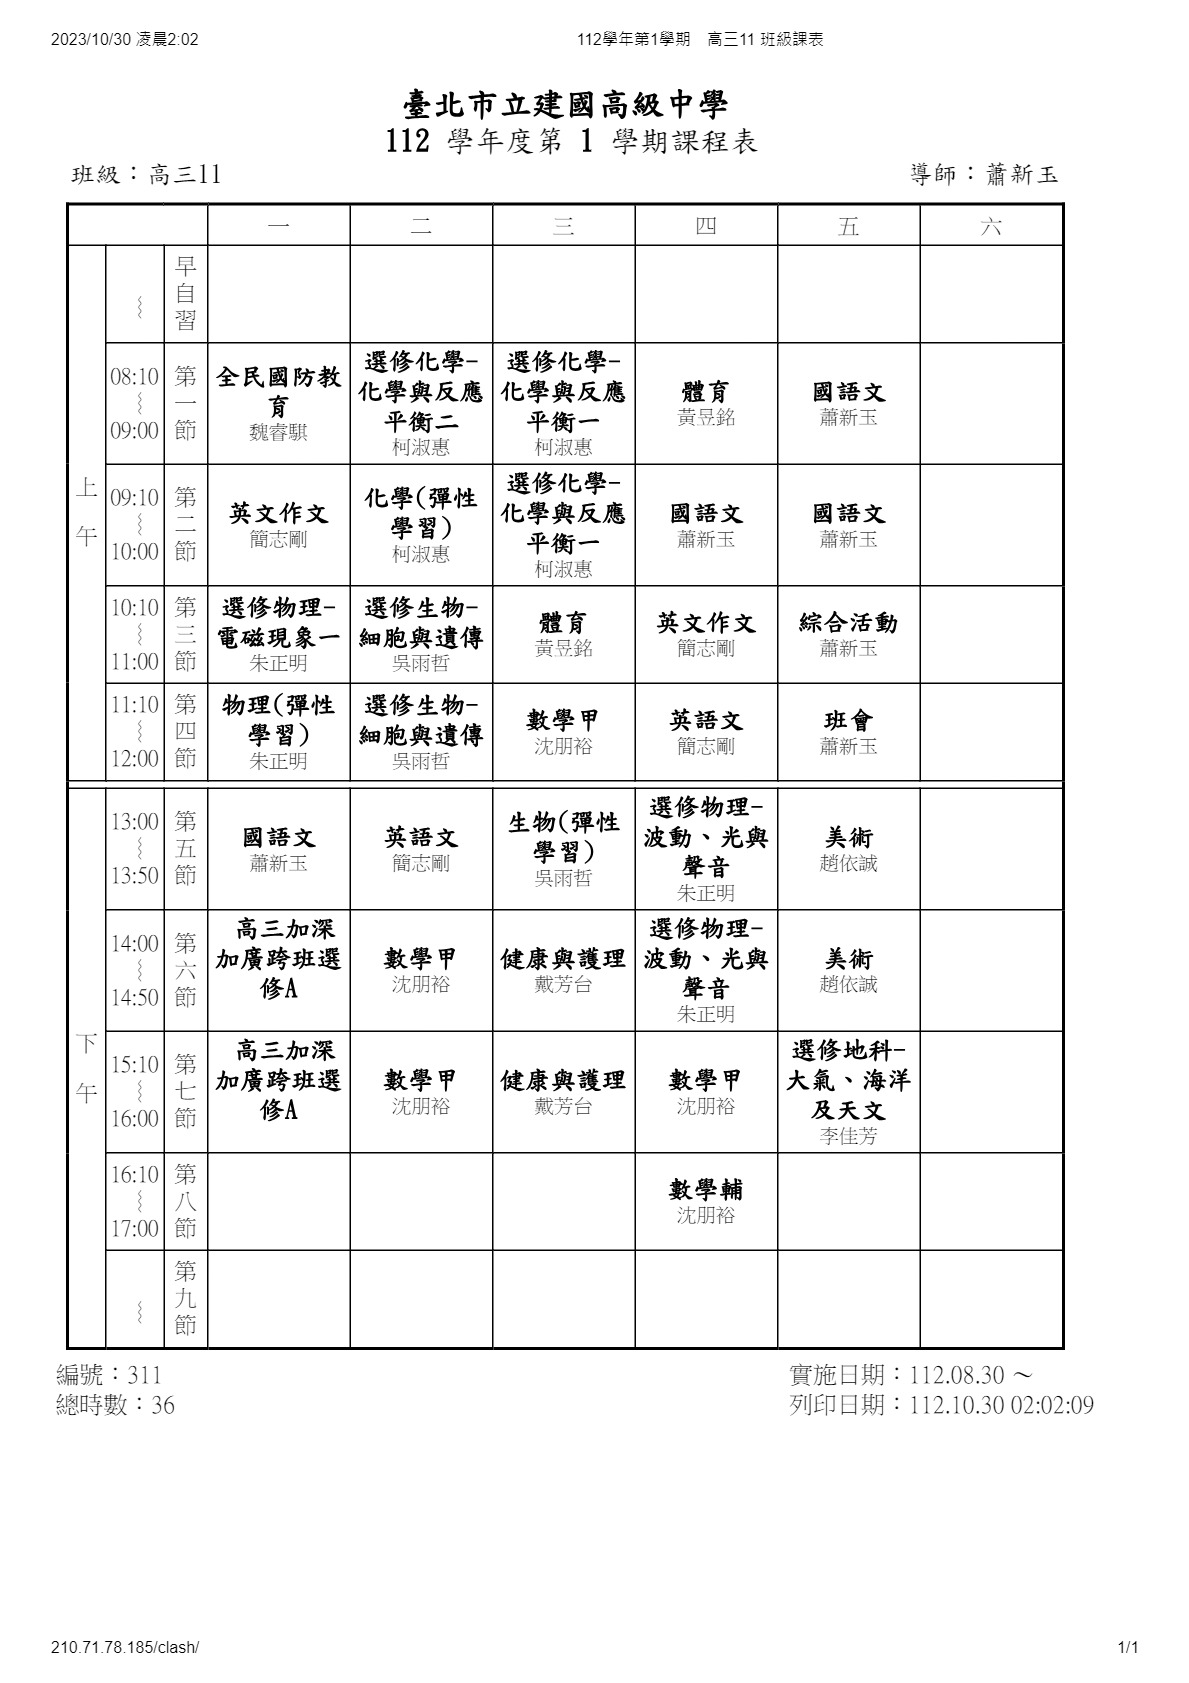 2023/10/30 凌晨2:02 112學年第1學期 高三11 班級課表
臺北市立建國高級中學
112 學年度第 1 學期課程表
班級：高三11 導師：蕭新玉
一 二 三 四 五 六
上午
～
早自習
08:10
～
09:00
第一節
全民國防教
育
魏睿騏
選修化學-
化學與反應
平衡二
柯淑惠
選修化學-
化學與反應
平衡一
柯淑惠
體育
黃昱銘
國語文
蕭新玉
09:10
～
10:00
第二節
英文作文
簡志剛
化學(彈性
學習)
柯淑惠
選修化學-
化學與反應
平衡一
柯淑惠
國語文
蕭新玉
國語文
蕭新玉
10:10
～
11:00
第三節
選修物理-
電磁現象一
朱正明
選修生物-
細胞與遺傳
吳雨哲
體育
黃昱銘
英文作文
簡志剛
綜合活動
蕭新玉
11:10
～
12:00
第四節
物理(彈性
學習)
朱正明
選修生物-
細胞與遺傳
吳雨哲
數學甲
沈朋裕
英語文
簡志剛
班會
蕭新玉
下午
13:00
～
13:50
第五節
國語文
蕭新玉
英語文
簡志剛
生物(彈性
學習)
吳雨哲
選修物理-
波動、光與
聲音
朱正明
美術
趙依誠
14:00
～
14:50
第六節
高三加深
加廣跨班選
修A
數學甲
沈朋裕
健康與護理
戴芳台
選修物理-
波動、光與
聲音
朱正明
美術
趙依誠
15:10
～
16:00
第七節
高三加深
加廣跨班選
修A
數學甲
沈朋裕
健康與護理
戴芳台
數學甲
沈朋裕
選修地科-
大氣、海洋
及天文
李佳芳
16:10
～
17:00
第八節
數學輔
沈朋裕
～
第九節
編號：311 實施日期：112.08.30 ～
總時數：36 列印日期：112.10.30 02:02:09
210.71.78.185/clash/ 1/1